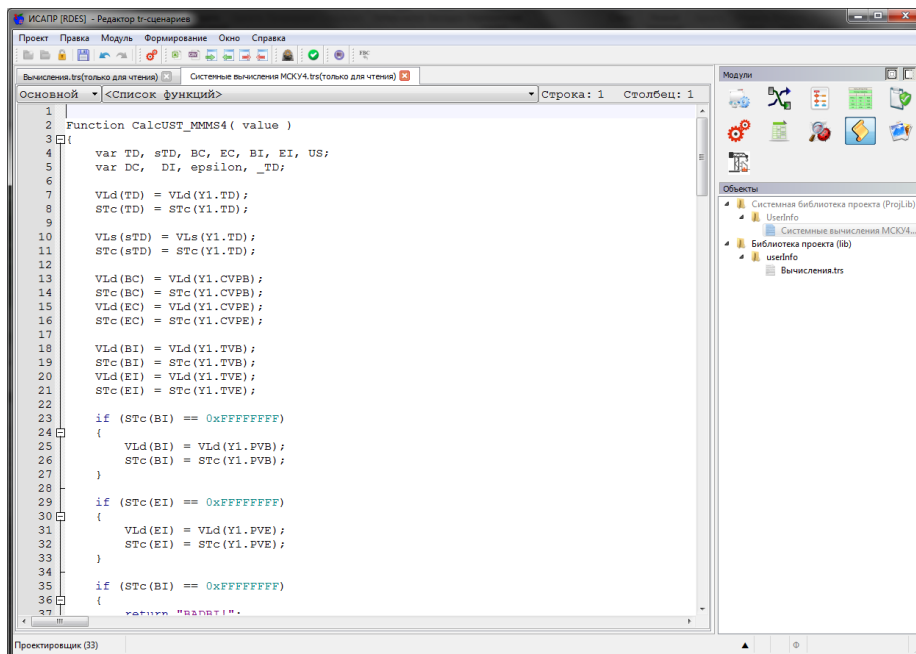 ИСАПР [RDES] - Редактор tr-сценариев
Проект Правка Модуль Формирование Окно Справка
Вычисления.trs(только для чтения) Системные вычисления МСКУ4.trs(только для чтения)
Основной <Список функций> Строка: 1 Столбец: 1
1
2 Function CalcUST_MMMS4( value )
3 {
4 var TD, sTD, BC, EC, BI, EI, US;
5 var DC, DI, epsilon, _TD;
6
7 VLd(TD) = VLd(Y1.TD);
8 STc(TD) = STc(Y1.TD);
9
10 VLs(sTD) = VLs(Y1.TD);
11 STc(sTD) = STc(Y1.TD);
12
13 VLd(BC) = VLd(Y1.CVPB);
14 STc(BC) = STc(Y1.CVPB);
15 VLd(EC) = VLd(Y1.CVPE);
16 STc(EC) = STc(Y1.CVPE);
17
18 VLd(BI) = VLd(Y1.TVB);
19 STc(BI) = STc(Y1.TVB);
20 VLd(EI) = VLd(Y1.TVE);
21 STc(EI) = STc(Y1.TVE);
22
23 if (STc(BI) == 0xFFFFFFFF)
24 {
25 VLd(BI) = VLd(Y1.PVB);
26 STc(BI) = STc(Y1.PVB);
27 }
28
29 if (STc(EI) == 0xFFFFFFFF)
30 {
31 VLd(EI) = VLd(Y1.PVE);
32 STc(EI) = STc(Y1.PVE);
33 }
34
35 if (STc(BI) == 0xFFFFFFFF)
36 {
37 return "BADBI!";
Модули
Объекты
Системная библиотека проекта (ProjLib)
UserInfo
Системные вычисления МСКУ4...
Библиотека проекта (lib)
userInfo
Вычисления.trs
Проектировщик (33)